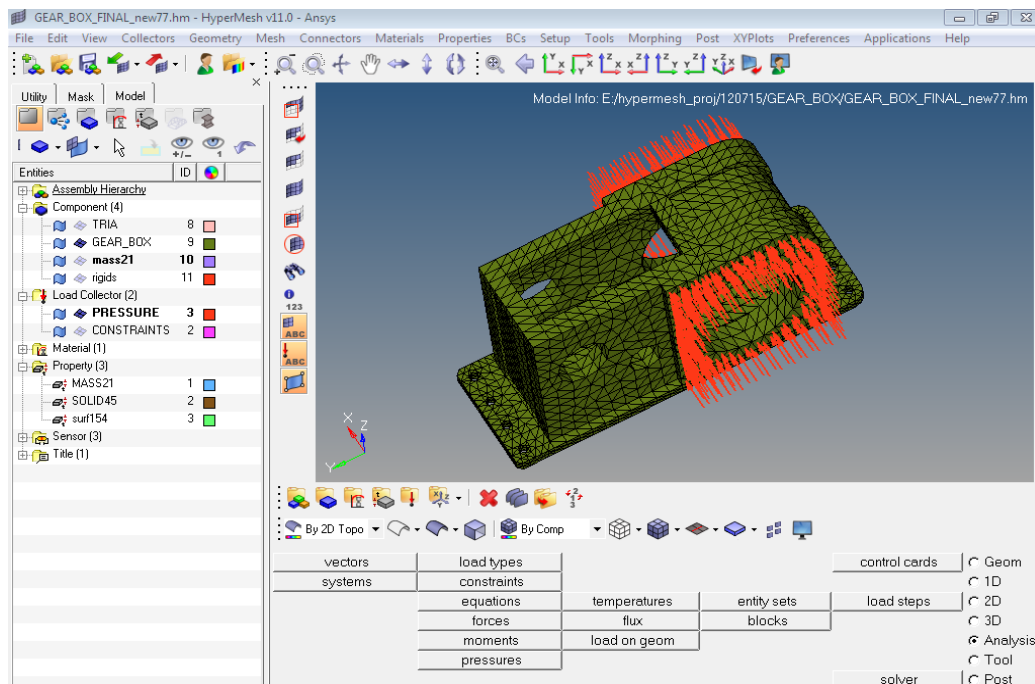 GEAR_BOX_FINAL_new77.hm - HyperMesh v11.0 - Ansys
File Edit View Collectors Geometry Mesh Connectors Materials Properties BCs Setup Tools Morphing Post XYPlots Preferences Applications Help
Utility Mask Model
Entities ID
Assembly Hierarchy
Component (4)
TRIA 8
GEAR_BOX 9
mass21 10
rigids 11
Load Collector (2)
PRESSURE 3
CONSTRAINTS 2
Material (1)
Property (3)
MASS21 1
SOLID45 2
surf154 3
Sensor (3)
Title (1)
123
ABC
ABC
Model Info: E:/hypermesh_proj/120715/GEAR_BOX/GEAR_BOX_FINAL_new77.hm
X Z
Y
By 2D Topo By Comp
vectors load types control cards Geom
systems constraints 1D
equations temperatures entity sets load steps 2D
forces flux blocks 3D
moments load on geom Analysis
pressures Tool
solver Post